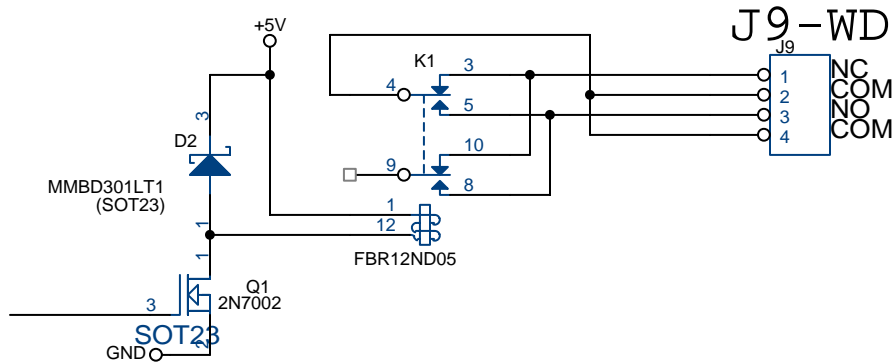 J9-WD
+5V
K1
J9
3
1
NC
4
2
COM
5
3
NO
4
COM
3
D2
10
9
MMBD301LT1
(SOT23)
8
1
1
12
FBR12ND05
1
Q1
2N7002
3
SOT23
2
GND